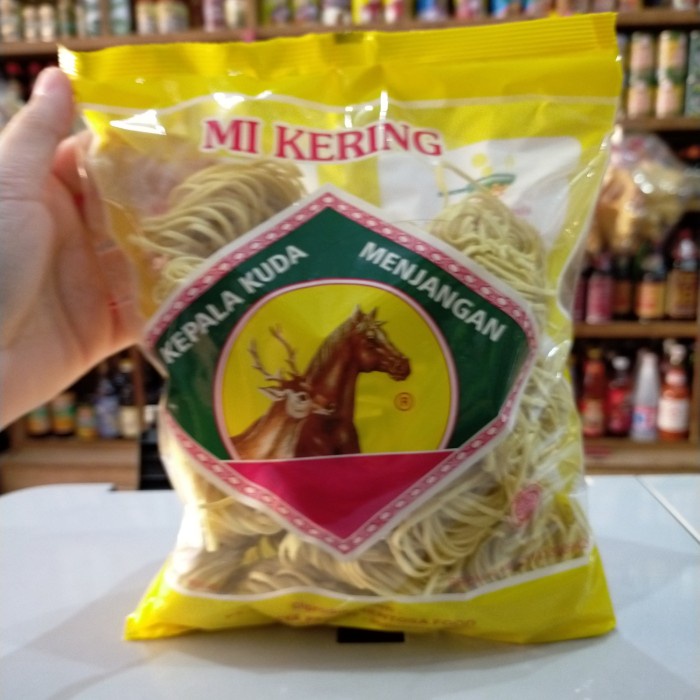 MI KERING
KEPALA KUDA
MENJANGAN
®